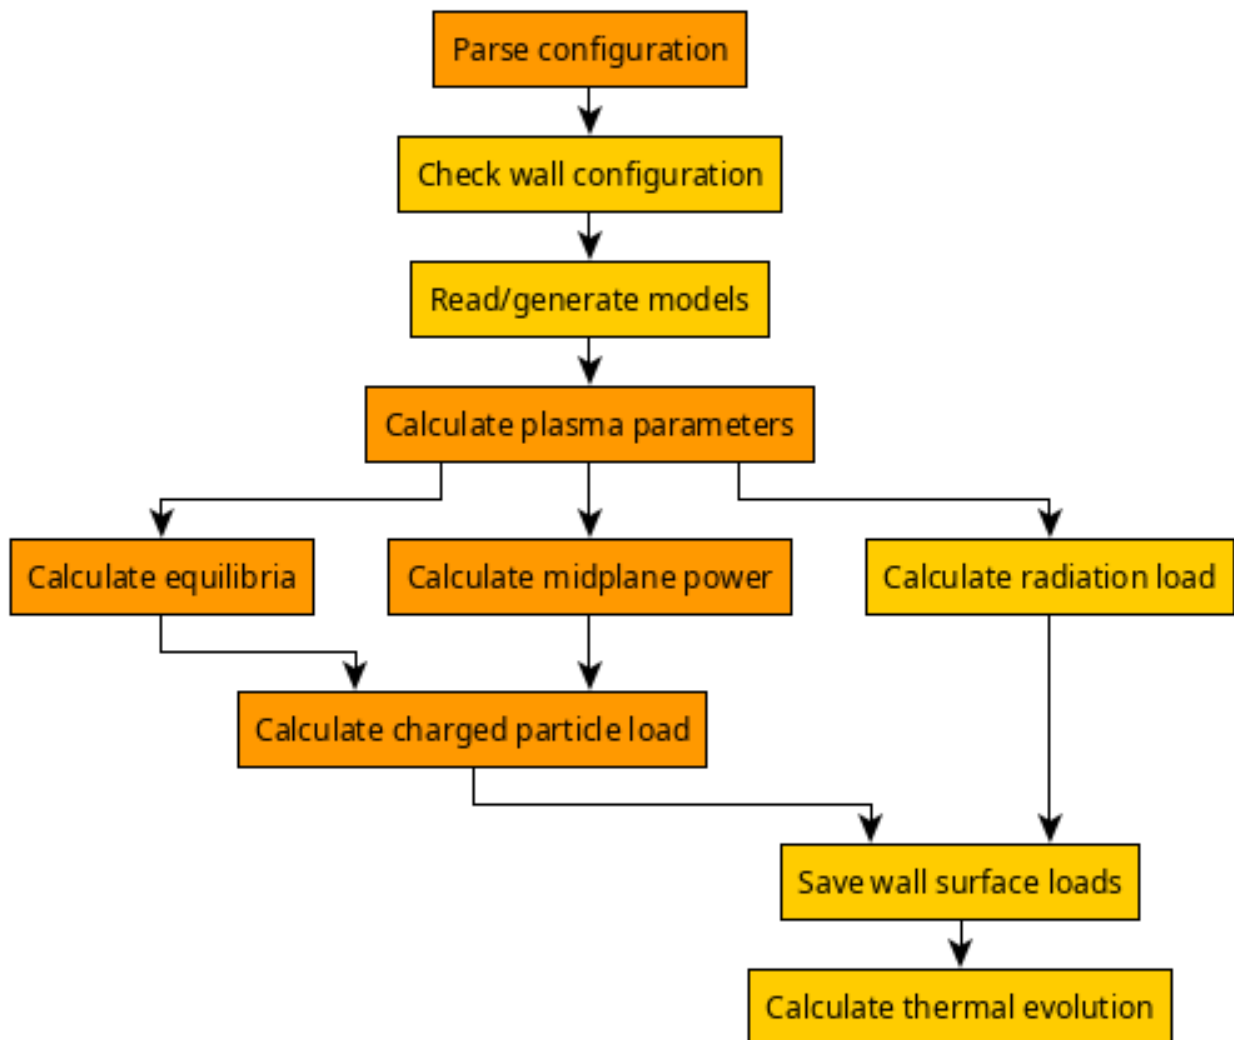 Parse configuration
Check wall configuration
Read/generate models
Calculate plasma parameters
Calculate equilibria
Calculate midplane power
Calculate radiation load
Calculate charged particle load
Save wall surface loads
Calculate thermal evolution